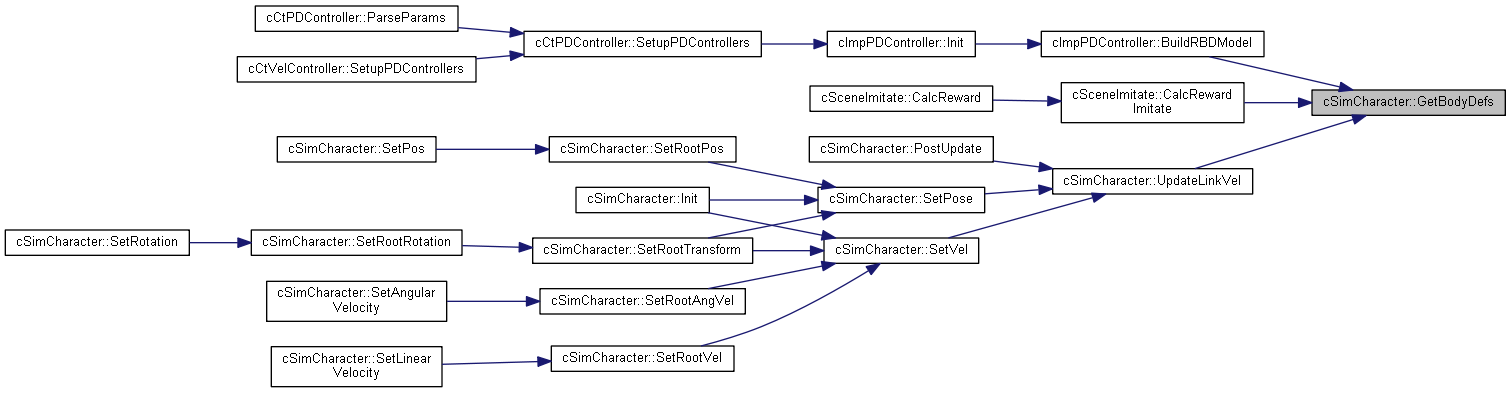 cCtPDController::ParseParams
cCtPDController::SetupPDControllers
cImpPDController::Init
cImpPDController::BuildRBDModel
cCtVelController::SetupPDControllers
cSceneImitate::CalcReward
cSceneImitate::CalcReward
Imitate
cSimCharacter::GetBodyDefs
cSimCharacter::SetPos
cSimCharacter::SetRootPos
cSimCharacter::PostUpdate
cSimCharacter::UpdateLinkVel
cSimCharacter::Init
cSimCharacter::SetPose
cSimCharacter::SetRotation
cSimCharacter::SetRootRotation
cSimCharacter::SetRootTransform
cSimCharacter::SetVel
cSimCharacter::SetAngular
Velocity
cSimCharacter::SetRootAngVel
cSimCharacter::SetLinear
Velocity
cSimCharacter::SetRootVel